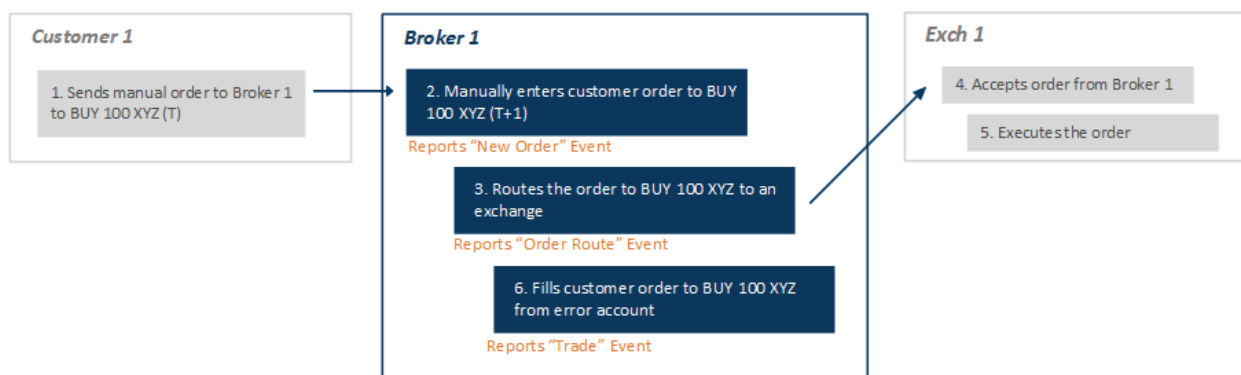 Customer 1
1. Sends manual order to Broker 1
to BUY 100 XYZ (T)
Broker 1
2. Manually enters customer order to BUY
100 XYZ (T+1)
Reports “New Order” Event
3. Routes the order to BUY 100 XYZ to an
exchange
Reports “Order Route” Event
6. Fills customer order to BUY 100 XYZ
from error account
Reports “Trade” Event
Exch 1
4. Accepts order from Broker 1
5. Executes the order